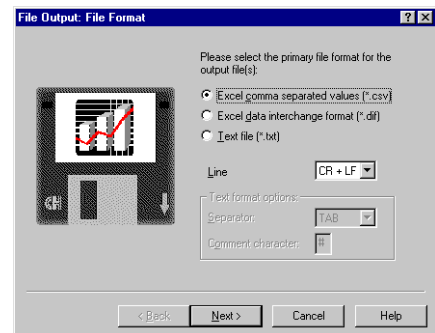 File Output: File Format
Please select the primary file format for the
output file(s):
Excel comma separated values (*.csv)
Excel data interchange format (*.dif)
Text file (*.txt)
Line
CR + LF
Text format options:
Separator:
TAB
Comment character:
#
< Back
Next >
Cancel
Help